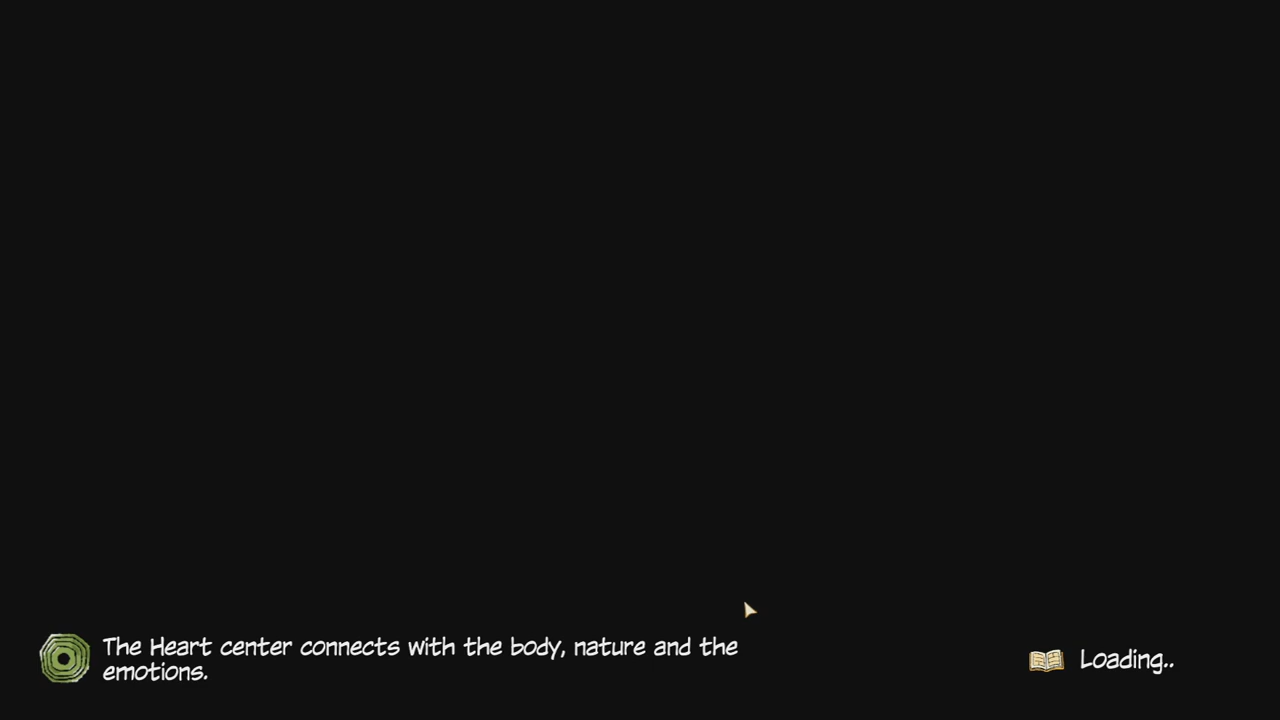 The Heart center connects with the body, nature and the
emotions.
Loading..